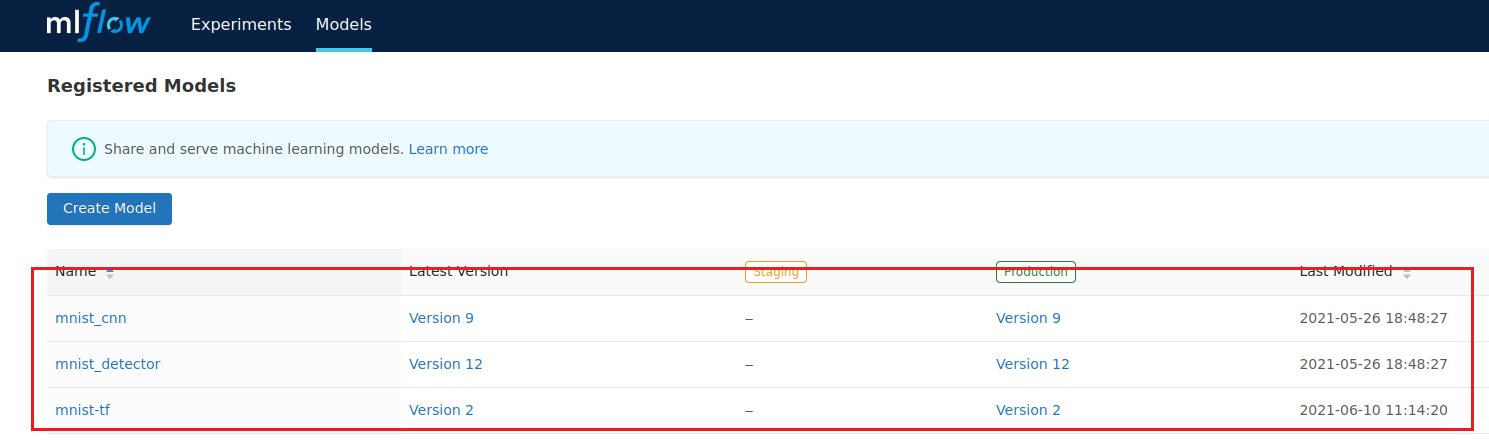 mlflow Experiments Models
Registered Models
Share and serve machine learning models. Learn more
Create Model
Name Latest Version Staging Production Last Modified
mnist_cnn Version 9 – Version 9 2021-05-26 18:48:27
mnist_detector Version 12 – Version 12 2021-05-26 18:48:27
mnist-tf Version 2 – Version 2 2021-06-10 11:14:20